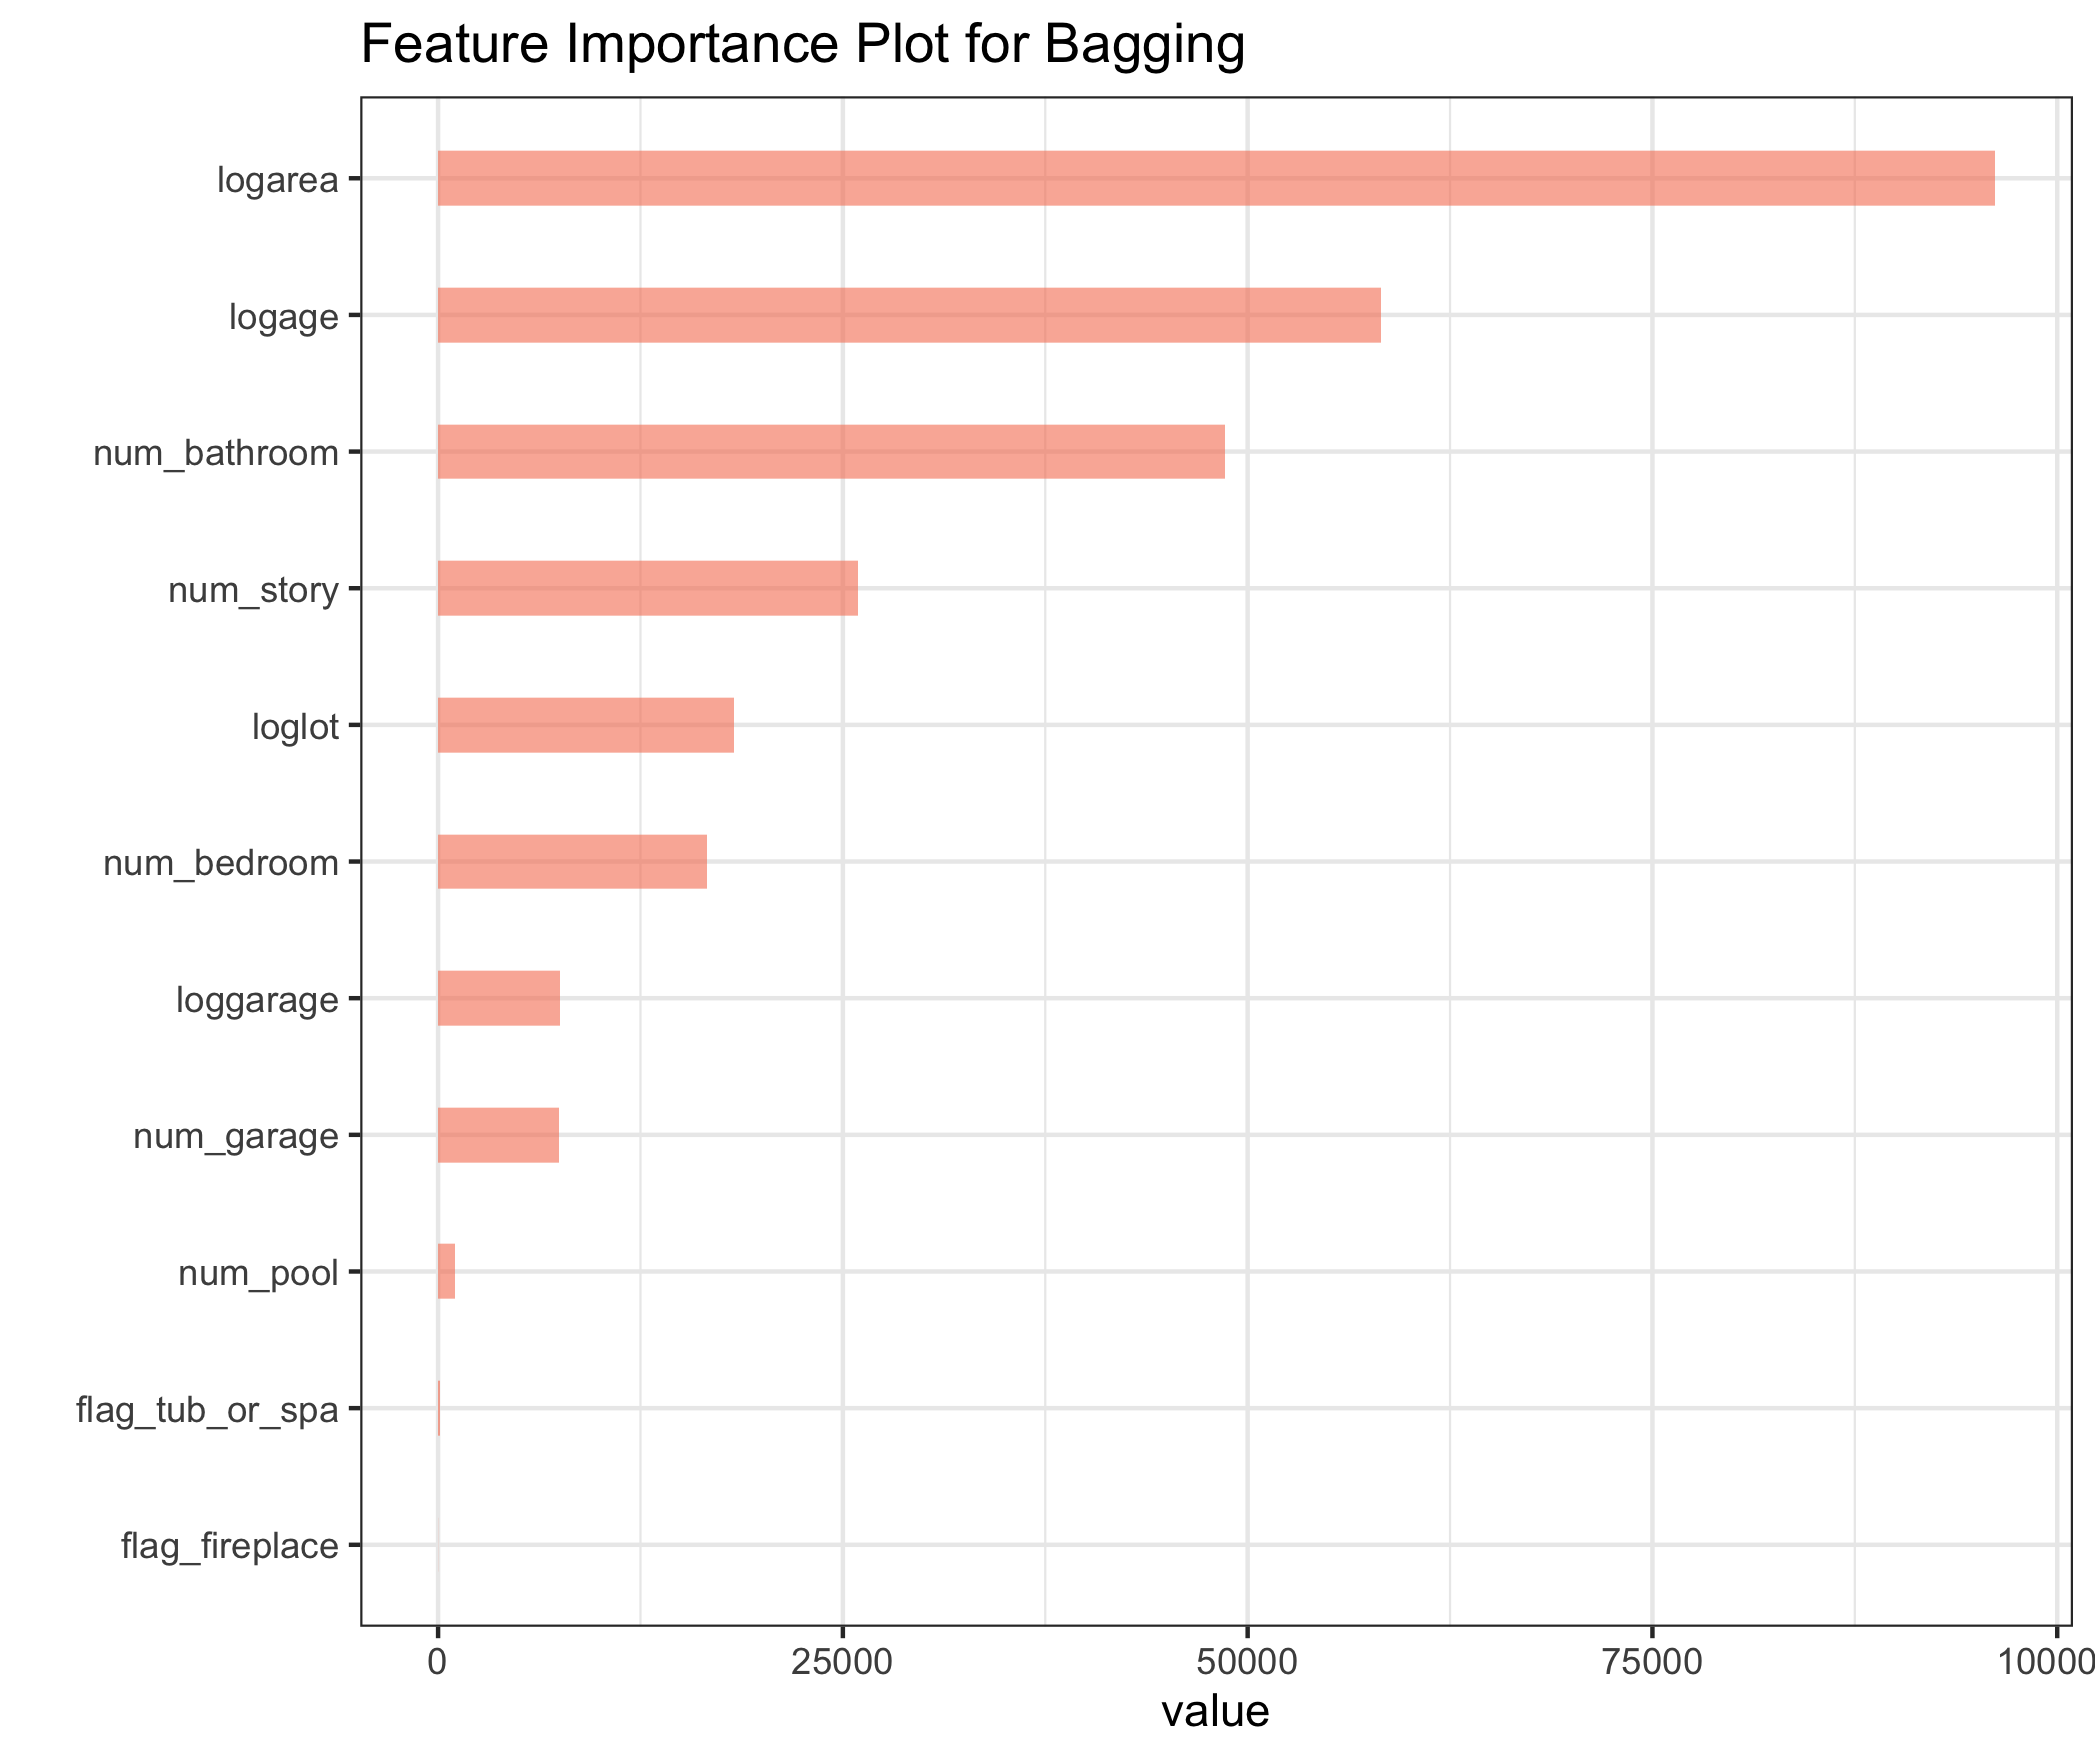 Feature Importance Plot for Bagging
logarea
logage
num_bathroom
num_story
loglot
num_bedroom
loggarage
num_garage
num_pool
flag_tub_or_spa
flag_fireplace
0 25000 50000 75000 10000
value